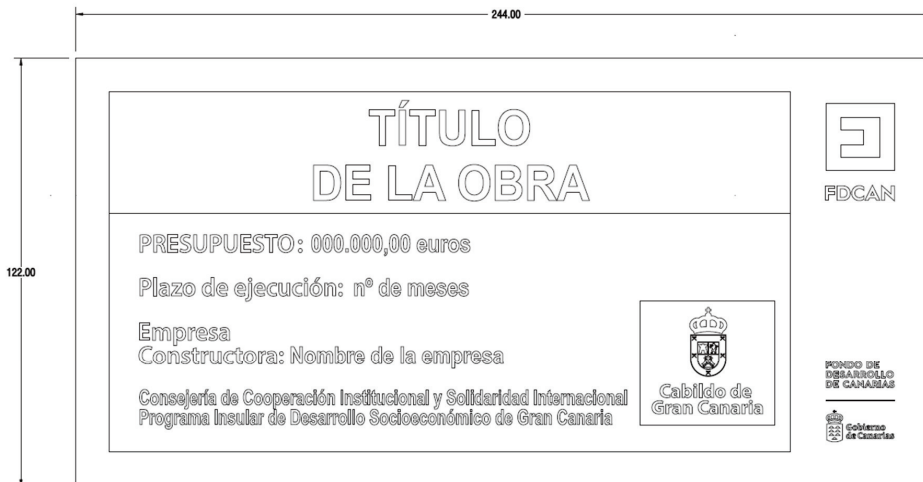 244.00
122.00
TÍTULO
DE LA OBRA
PRESUPUESTO: 000.000,00 euros
Plazo de ejecución: nº de meses
Empresa
Constructora: Nombre de la empresa
Consejería de Cooperación Institucional y Solidaridad Internacional
Programa Insular de Desarrollo Socioeconómico de Gran Canaria
Cabildo de
Gran Canaria
FDCAN
FONDO DE
DESARROLLO
DE CANARIAS
Gobierno
de Canarias